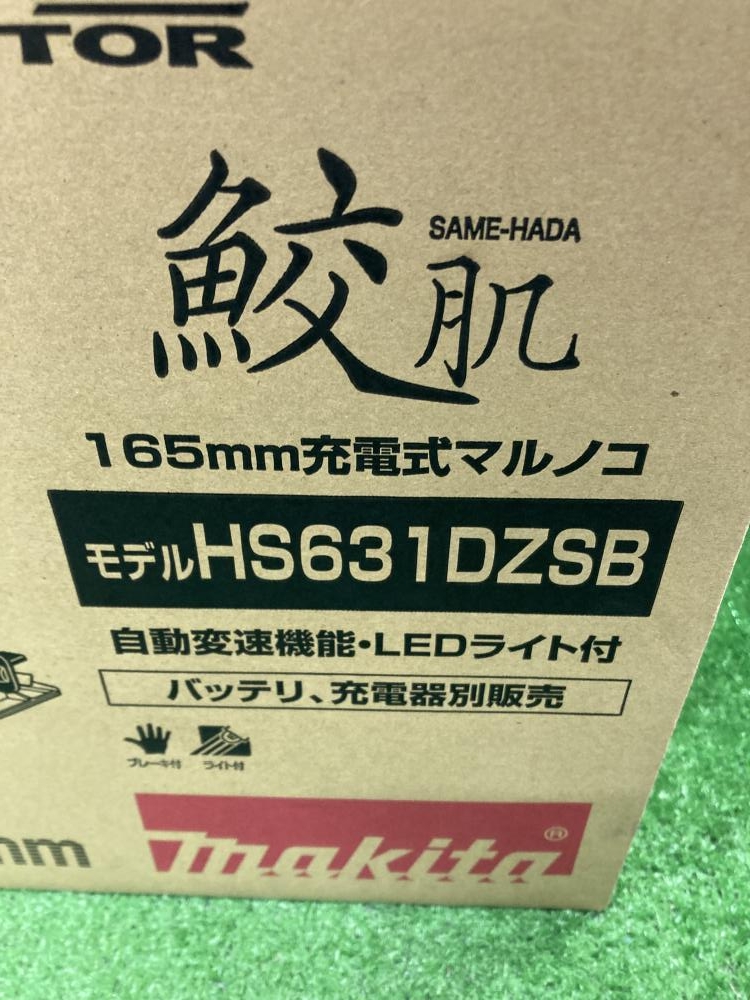 TOR
鮫肌
SAME-HADA
165mm充電式マルノコ
モデルHS631DZSB
自動変速機能・LEDライト付
バッテリ、充電器別販売
ブレーキ付 ライト付
mm
makita®